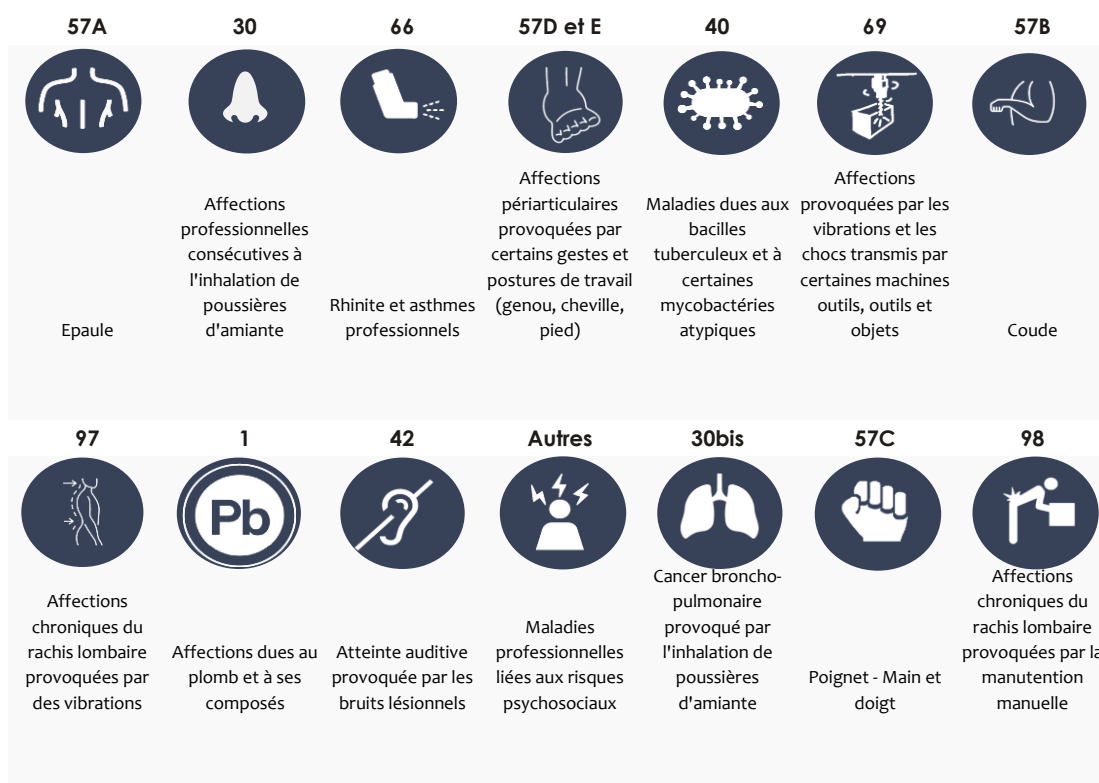 57A
30
66
57D et E
40
69
57B
Epaule
Affections
professionnelles
consécutives à
l'inhalation de
poussières
d'amiante
Rhinite et asthmes
professionnels
Affections
périarticulaires
provoquées par
certains gestes et
postures de travail
(genou, cheville,
pied)
Maladies dues aux
bacilles
tuberculeux et à
certaines
mycobactéries
atypiques
Affections
provoquées par les
vibrations et les
chocs transmis par
certaines machines
outils, outils et
objets
Coude
97
1
42
Autres
30bis
57C
98
Pb
Affections
chroniques du
rachis lombaire
provoquées par
des vibrations
Affections dues au
plomb et à ses
composés
Atteinte auditive
provoquée par les
bruits lésionnels
Maladies
professionnelles
liées aux risques
psychosociaux
Cancer broncho-
pulmonaire
provoqué par
l'inhalation de
poussières
d'amiante
Poignet - Main et
doigt
Affections
chroniques du
rachis lombaire
provoquées par la
manutention
manuelle